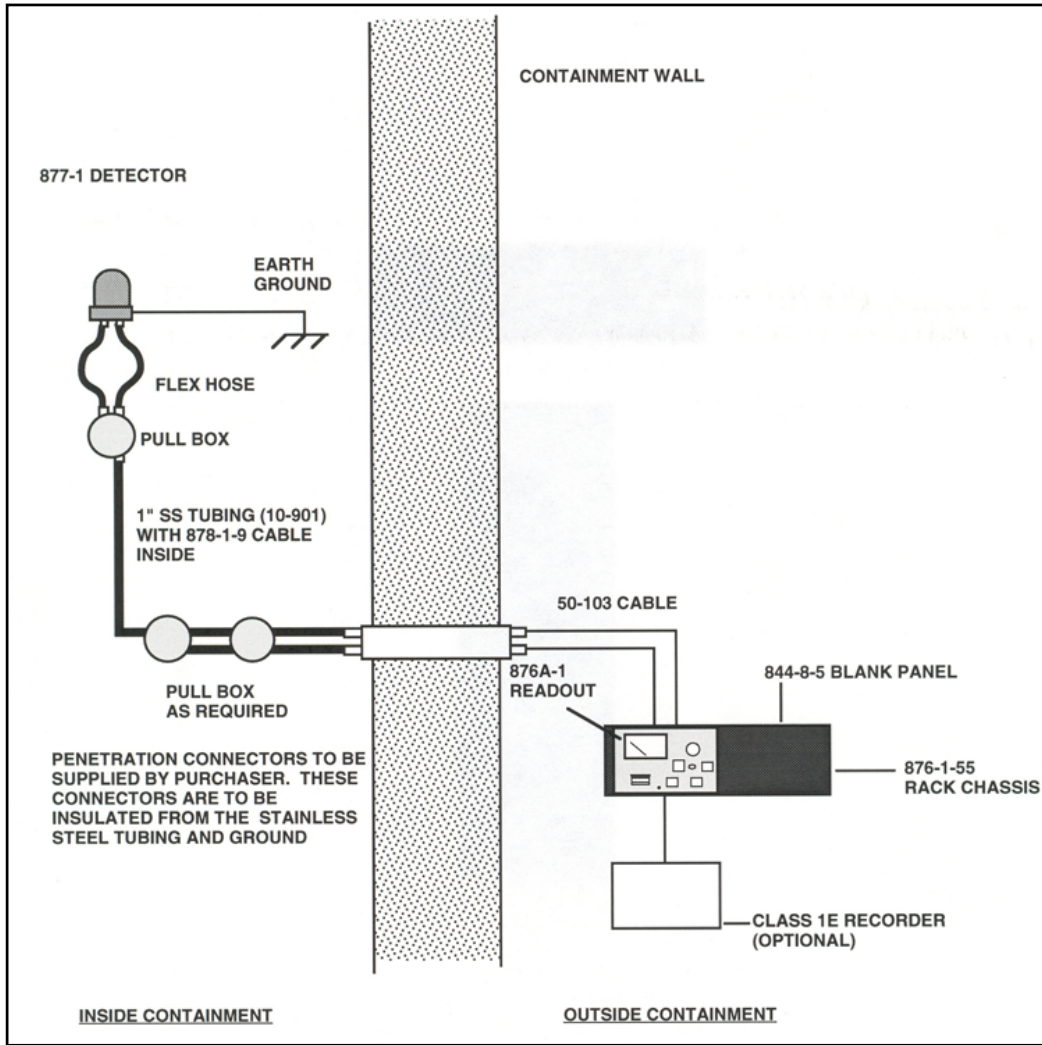 CONTAINMENT WALL
877-1 DETECTOR
EARTH
GROUND
FLEX HOSE
PULL BOX
1" SS TUBING (10-901)
WITH 878-1-9 CABLE
INSIDE
50-103 CABLE
PULL BOX
AS REQUIRED
876A-1
READOUT
844-8-5 BLANK PANEL
876-1-55
RACK CHASSIS
PENETRATION CONNECTORS TO BE
SUPPLIED BY PURCHASER. THESE
CONNECTORS ARE TO BE
INSULATED FROM THE STAINLESS
STEEL TUBING AND GROUND
CLASS 1E RECORDER
(OPTIONAL)
INSIDE CONTAINMENT
OUTSIDE CONTAINMENT